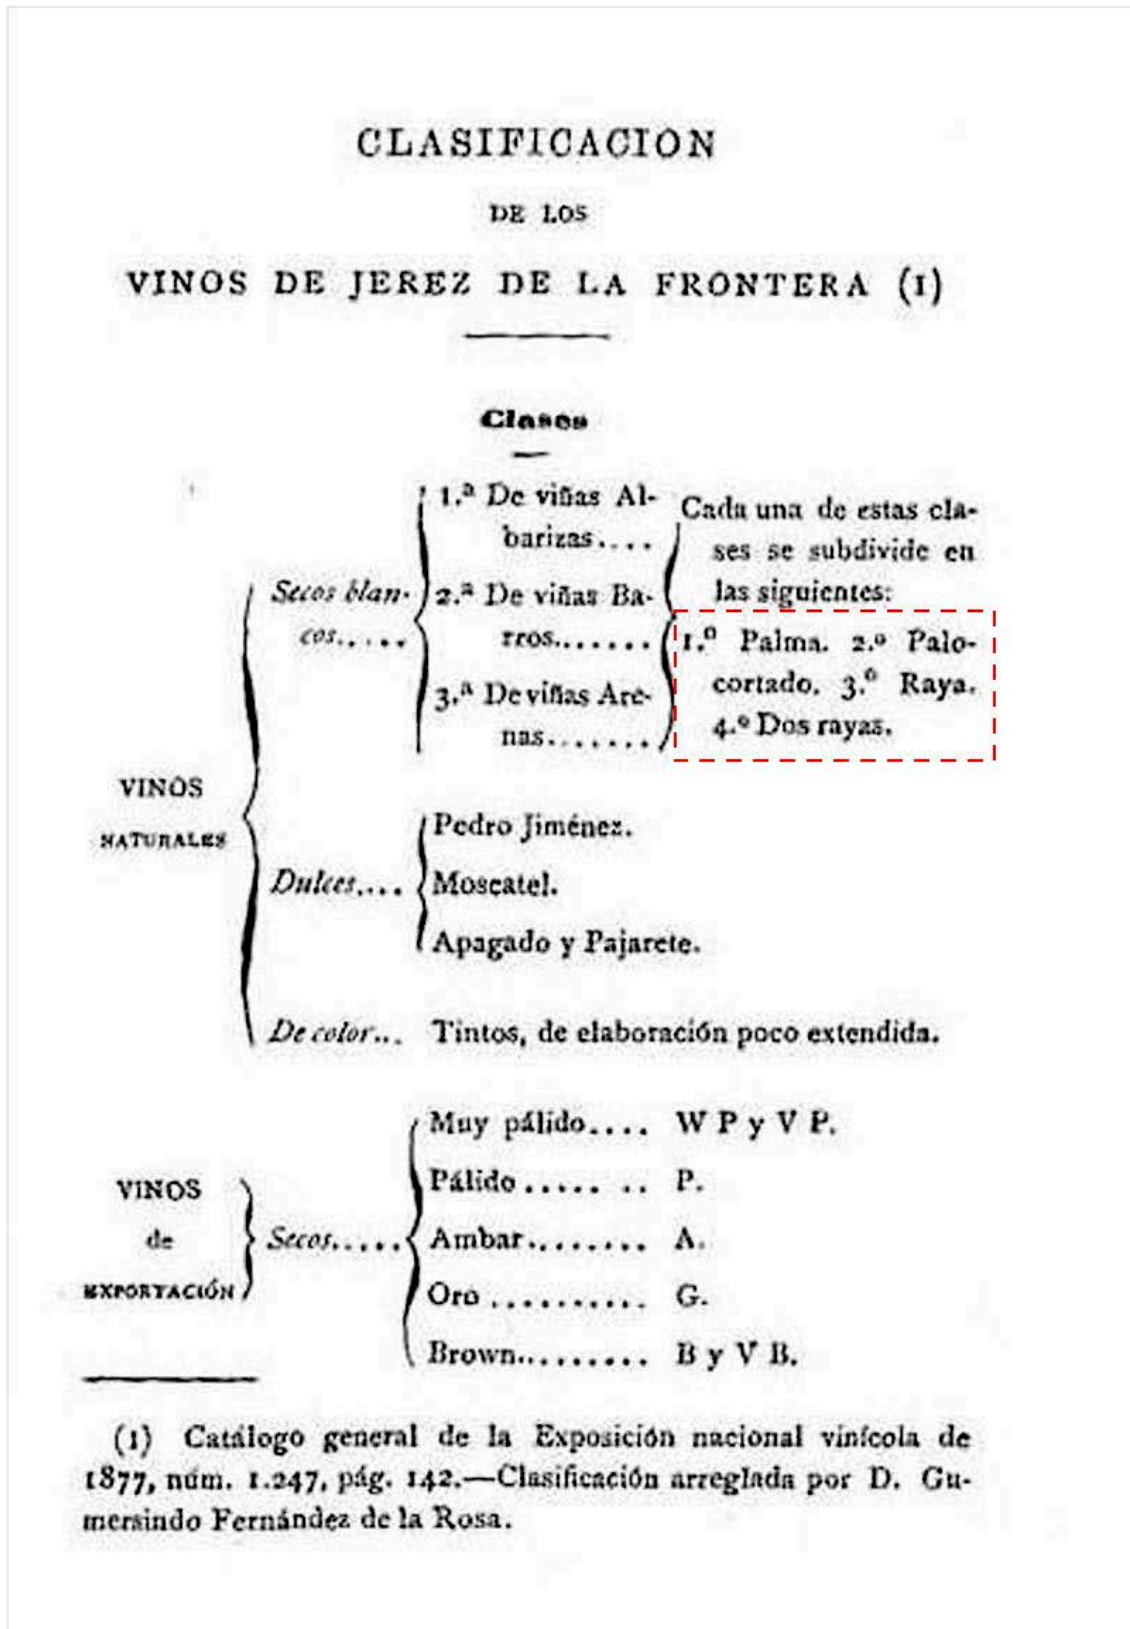 CLASIFICACION
DE LOS
VINOS DE JEREZ DE LA FRONTERA (1)
Clases
VINOS
NATURALES
Secos blan-
cos.....
1.ª De viñas Al-
barizas....
2.ª De viñas Ba-
rros.......
3.ª De viñas Are-
nas.......
Cada una de estas cla-
ses se subdivide en
las siguientes:
1.º Palma. 2.º Palo-
cortado. 3.º Raya.
4.º Dos rayas.
Dulces....
Pedro Jiménez.
Moscatel.
Apagado y Pajarete.
De color... Tintos, de elaboración poco extendida.
VINOS
de
EXPORTACIÓN
Secos.....
Muy pálido.... W P y V P.
Pálido ...... .. P.
Ambar........ A.
Oro .......... G.
Brown......... B y V B.
(1) Catálogo general de la Exposición nacional vinícola de
1877, núm. 1.247, pág. 142.—Clasificación arreglada por D. Gu-
mersindo Fernández de la Rosa.